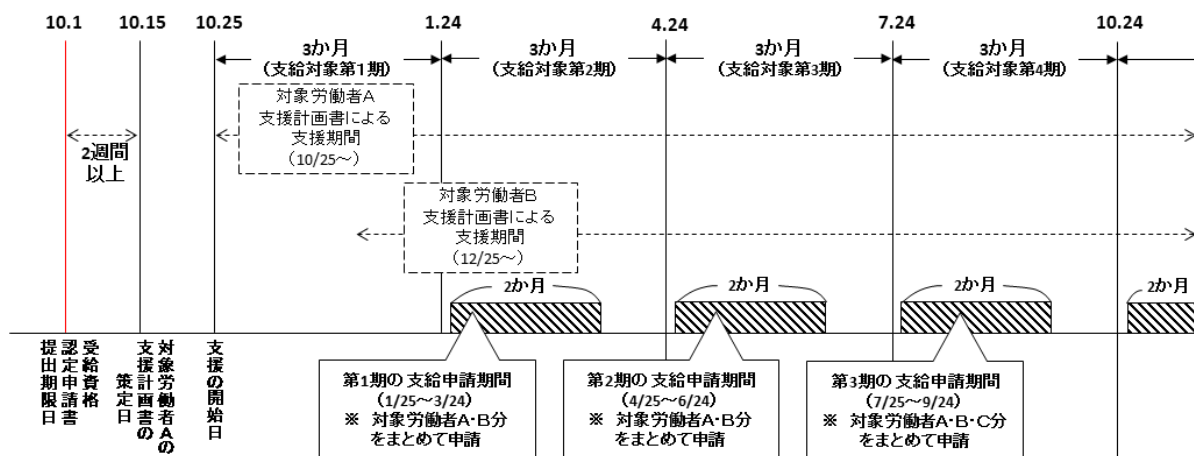 10.1
10.15
10.25
1.24
4.24
7.24
10.24
3か月
(支給対象第1期)
3か月
(支給対象第2期)
3か月
(支給対象第3期)
3か月
(支給対象第4期)
2週間
以上
対象労働者A
支援計画書による
支援期間
(10/25~)
対象労働者B
支援計画書による
支援期間
(12/25~)
2か月
2か月
2か月
2か月
受給資格
認定申請書
提出期限日
対象労働者Aの
支援計画書の
策定日
支援の開始日
第1期の 支給申請期間
(1/25~3/24)
※ 対象労働者A・B分
をまとめて申請
第2期の 支給申請期間
(4/25~6/24)
※ 対象労働者A・B分
をまとめて申請
第3期の 支給申請期間
(7/25~9/24)
※ 対象労働者A・B・C分
をまとめて申請